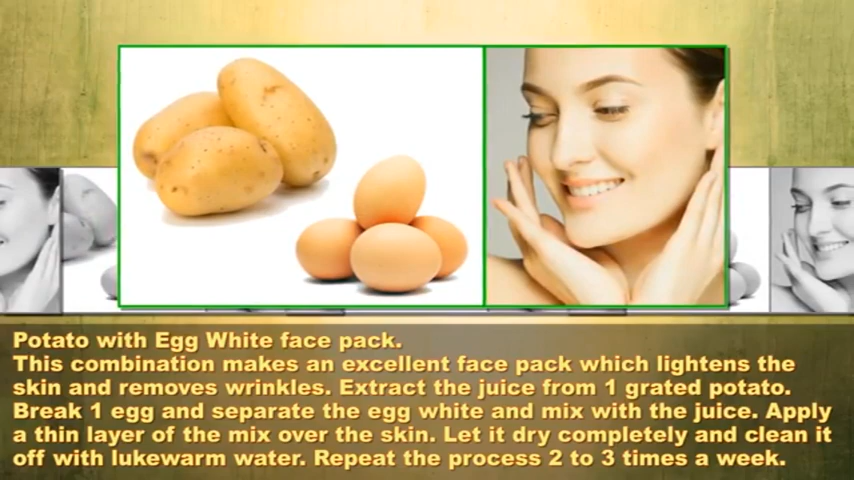 Potato with Egg White face pack.
This combination makes an excellent face pack which lightens the
skin and removes wrinkles. Extract the juice from 1 grated potato.
Break 1 egg and separate the egg white and mix with the juice. Apply
a thin layer of the mix over the skin. Let it dry completely and clean it
off with lukewarm water. Repeat the process 2 to 3 times a week.